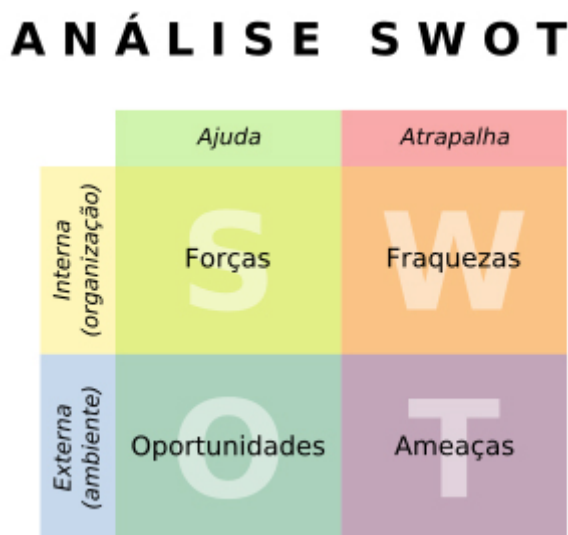 ANÁLISE SWOT
Ajuda
Atrapalha
Interna
(organização)
S
Forças
W
Fraquezas
Externa
(ambiente)
O
Oportunidades
T
Ameaças